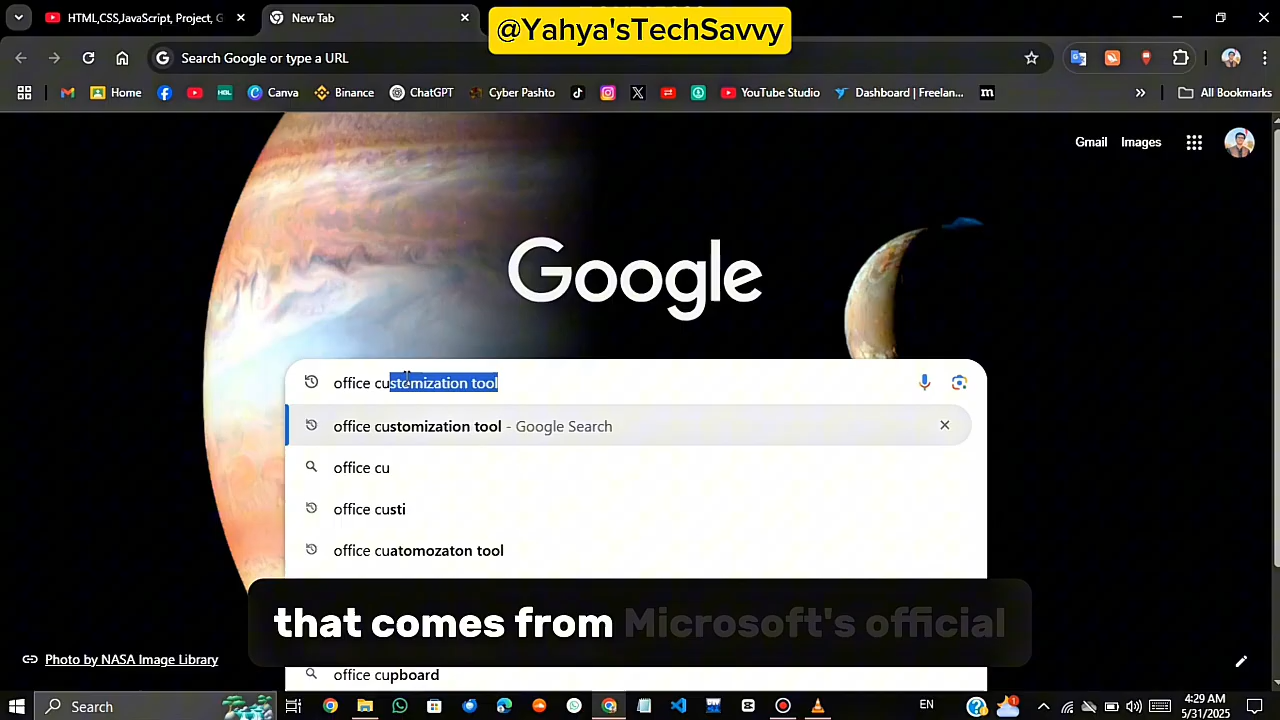 HTML,CSS,JavaScript, Project, G
New Tab
@Yahya'sTechSavvy
Search Google or type a URL
Home
Canva
Binance
ChatGPT
Cyber Pashto
YouTube Studio
Dashboard | Freelan...
All Bookmarks
Gmail
Images
Google
office customization tool
office customization tool - Google Search
office cu
office custi
office cuatomozaton tool
that comes from Microsoft's official
Photo by NASA Image Library
office cupboard
Search
EN
4:29 AM
5/31/2025